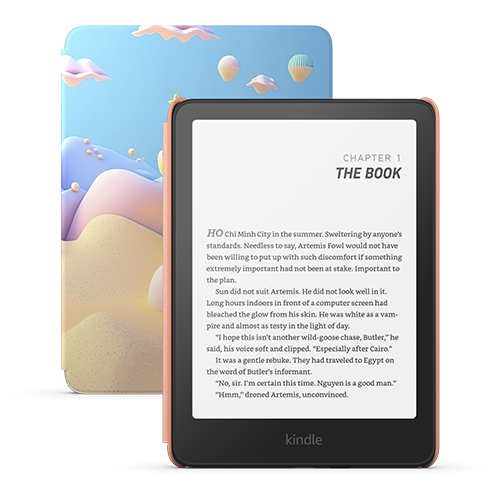 CHAPTER 1
THE BOOK
HO Chi Minh City in the summer. Sweltering by anyone's
standards. Needless to say, Artemis Fowl would not have
been willing to put up with such discomfort if something
extremely important had not been at stake. Important to
the plan.
Sun did not suit Artemis. He did not look well in it.
Long hours indoors in front of a computer screen had
bleached the glow from his skin. He was white as a vam-
pire and almost as testy in the light of day.
"I hope this isn't another wild-goose chase, Butler," he
said, his voice soft and clipped. "Especially after Cairo."
It was a gentle rebuke. They had traveled to Egypt on
the word of Butler's informant.
"No, sir. I'm certain this time. Nguyen is a good man."
"Hmm," droned Artemis, unconvinced.
kindle